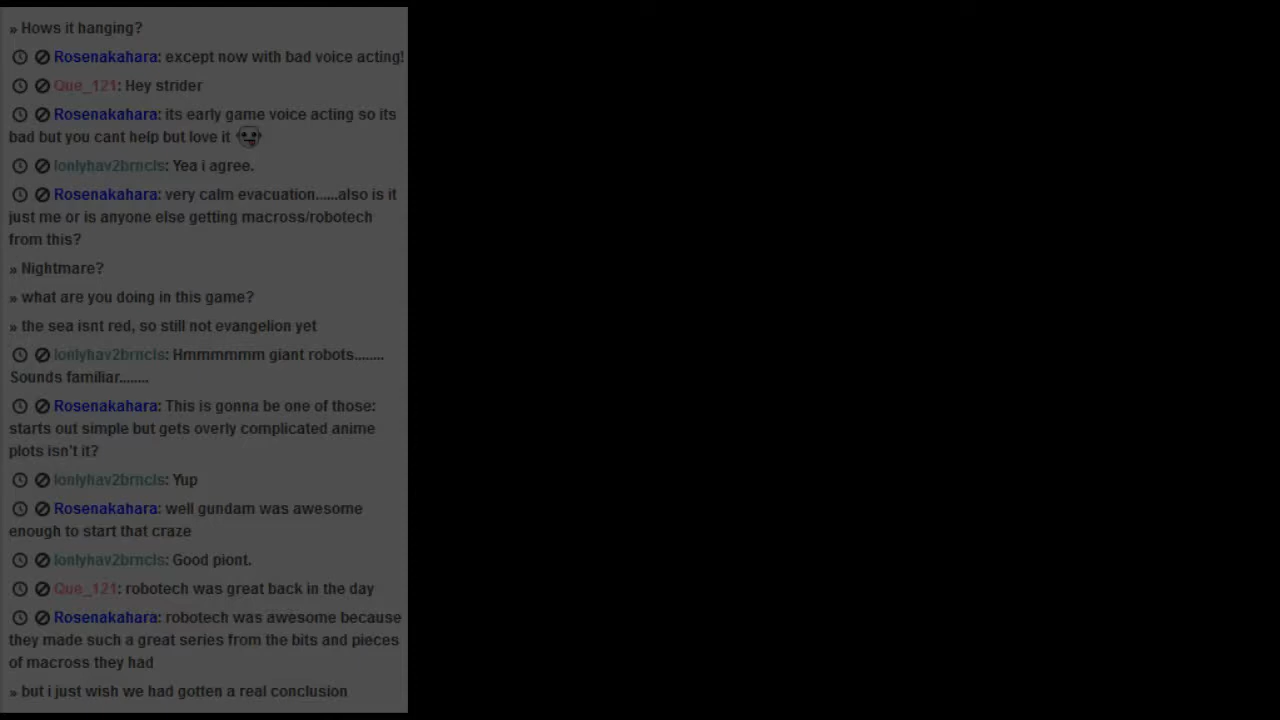 » Hows it hanging?
Rosenakahara: except now with bad voice acting!
Que_121: Hey strider
Rosenakahara: its early game voice acting so its
bad but you cant help but love it
Ionlyhav2brncls: Yea i agree.
Rosenakahara: very calm evacuation......also is it
just me or is anyone else getting macross/robotech
from this?
» Nightmare?
» what are you doing in this game?
» the sea isnt red, so still not evangelion yet
Ionlyhav2brncls: Hmmmmmm giant robots........
Sounds familiar........
Rosenakahara: This is gonna be one of those:
starts out simple but gets overly complicated anime
plots isn't it?
Ionlyhav2brncls: Yup
Rosenakahara: well gundam was awesome
enough to start that craze
Ionlyhav2brncls: Good piont.
Que_121: robotech was great back in the day
Rosenakahara: robotech was awesome because
they made such a great series from the bits and pieces
of macross they had
» but i just wish we had gotten a real conclusion